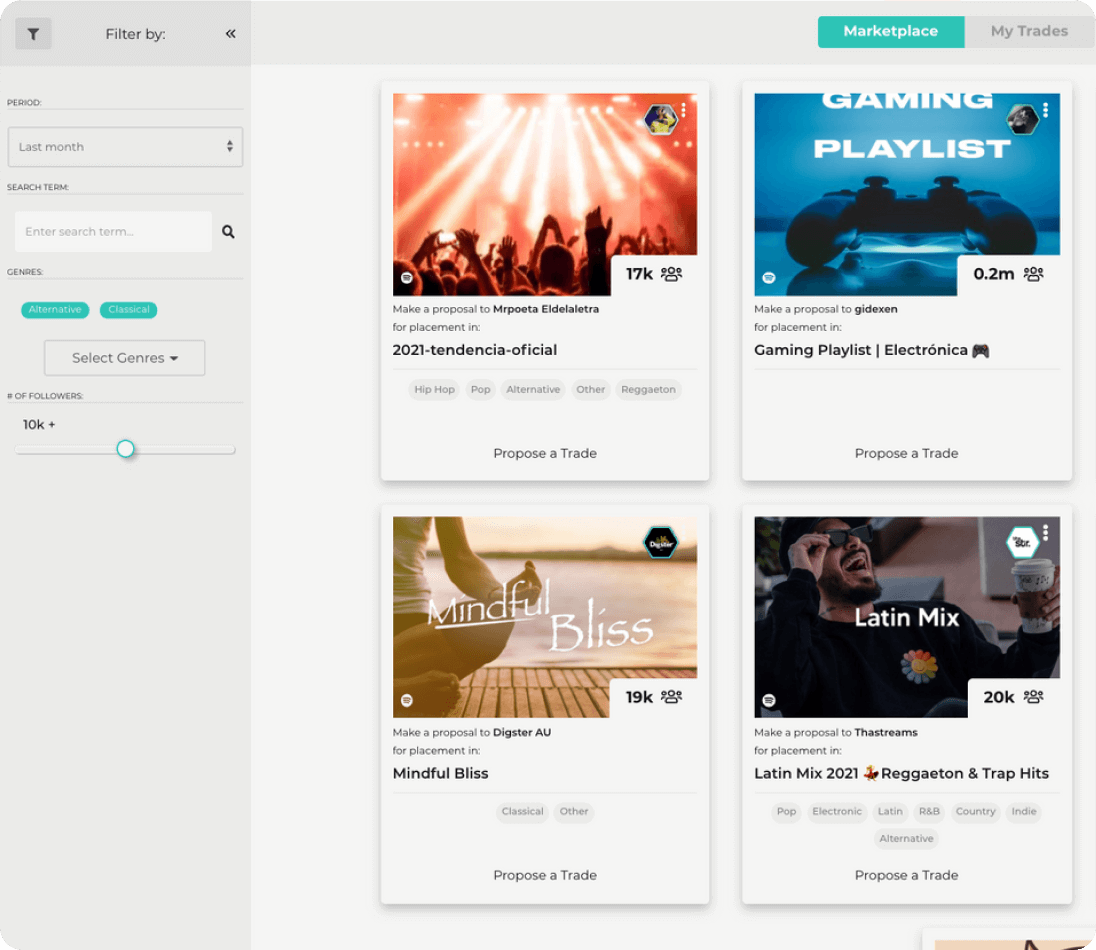 Filter by:
«
Marketplace
My Trades
PERIOD:
Last month
SEARCH TERM:
Enter search term...
GENRES:
Alternative
Classical
Select Genres
# OF FOLLOWERS:
10k +
17k
Make a proposal to Mrpoeta Eldelaletra
for placement in:
2021-tendencia-oficial
Hip Hop
Pop
Alternative
Other
Reggaeton
Propose a Trade
GAMING
PLAYLIST
0.2m
Make a proposal to gidexen
for placement in:
Gaming Playlist | Electrónica 🎮
Propose a Trade
Digster
Mindful
Bliss
19k
Make a proposal to Digster AU
for placement in:
Mindful Bliss
Classical
Other
Propose a Trade
Str.
Latin Mix
20k
Make a proposal to Thastreams
for placement in:
Latin Mix 2021 💃Reggaeton & Trap Hits
Pop
Electronic
Latin
R&B
Country
Indie
Alternative
Propose a Trade